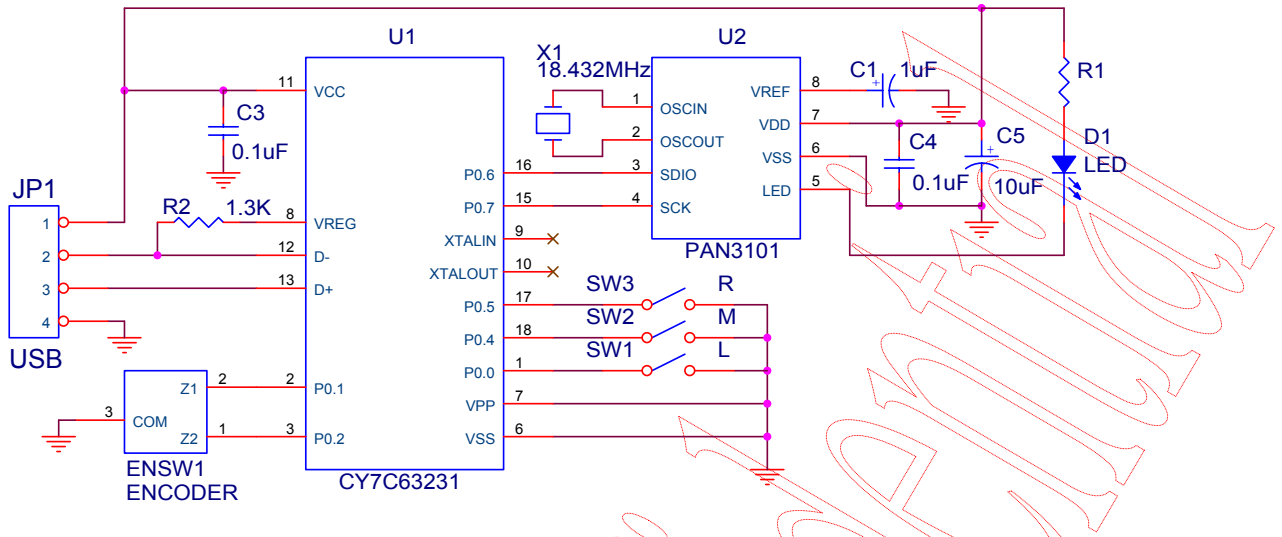 U1
U2
X1
18.432MHz
C1
1uF
R1
11
VCC
C3
0.1uF
1
OSCIN
2
OSCOUT
3
SDIO
4
SCK
VREF
8
VDD
7
VSS
6
LED
5
C4
0.1uF
C5
10uF
D1
LED
PAN3101
JP1
1
2
3
4
USB
R2
1.3K
8
VREG
12
D-
13
D+
P0.6
16
P0.7
15
XTALIN
9
XTALOUT
10
P0.5
17
P0.4
18
P0.0
1
VPP
7
VSS
6
SW3
R
SW2
M
SW1
L
2
P0.1
3
P0.2
Z1
2
COM
3
Z2
1
ENSW1
ENCODER
CY7C63231